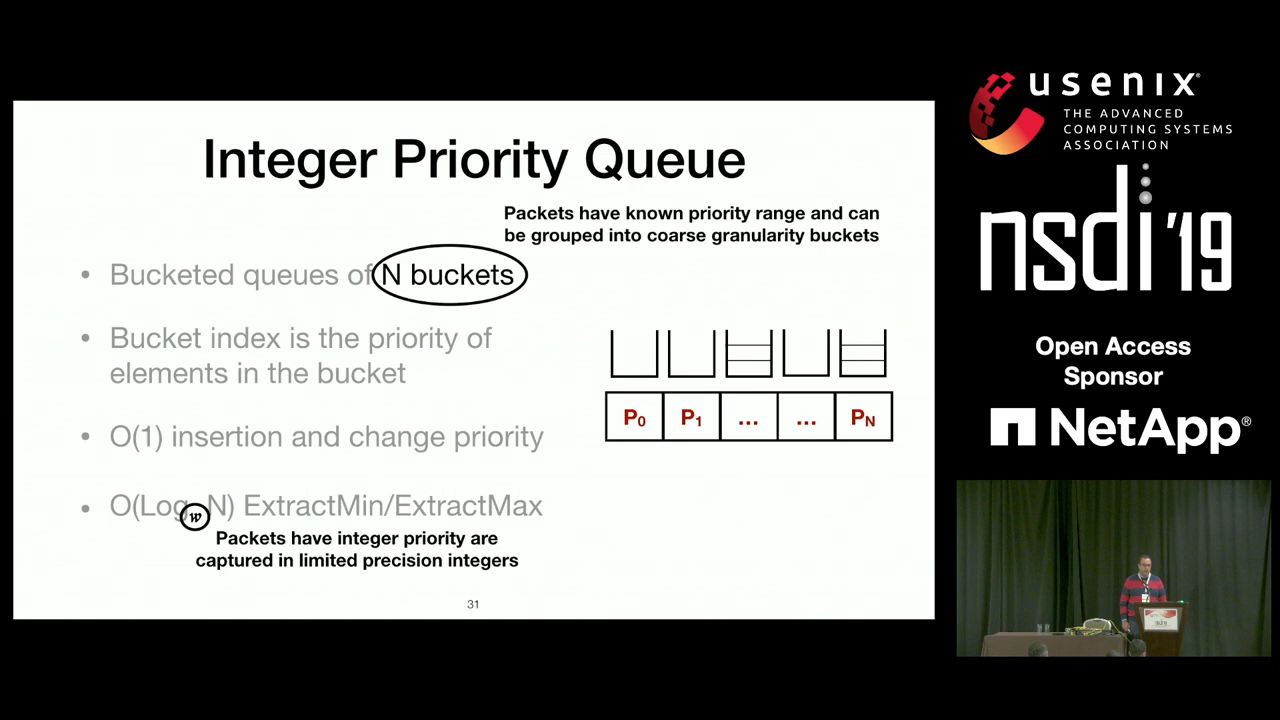 Integer Priority Queue
Packets have known priority range and can
be grouped into coarse granularity buckets
• Bucketed queues of N buckets
• Bucket index is the priority of
elements in the bucket
• O(1) insertion and change priority
• O(Log w N) ExtractMin/ExtractMax
Packets have integer priority are
captured in limited precision integers
P0 P1 ... ... PN
31
usenix®
THE ADVANCED
COMPUTING SYSTEMS
ASSOCIATION
nsdi '19
Open Access
Sponsor
NetApp®